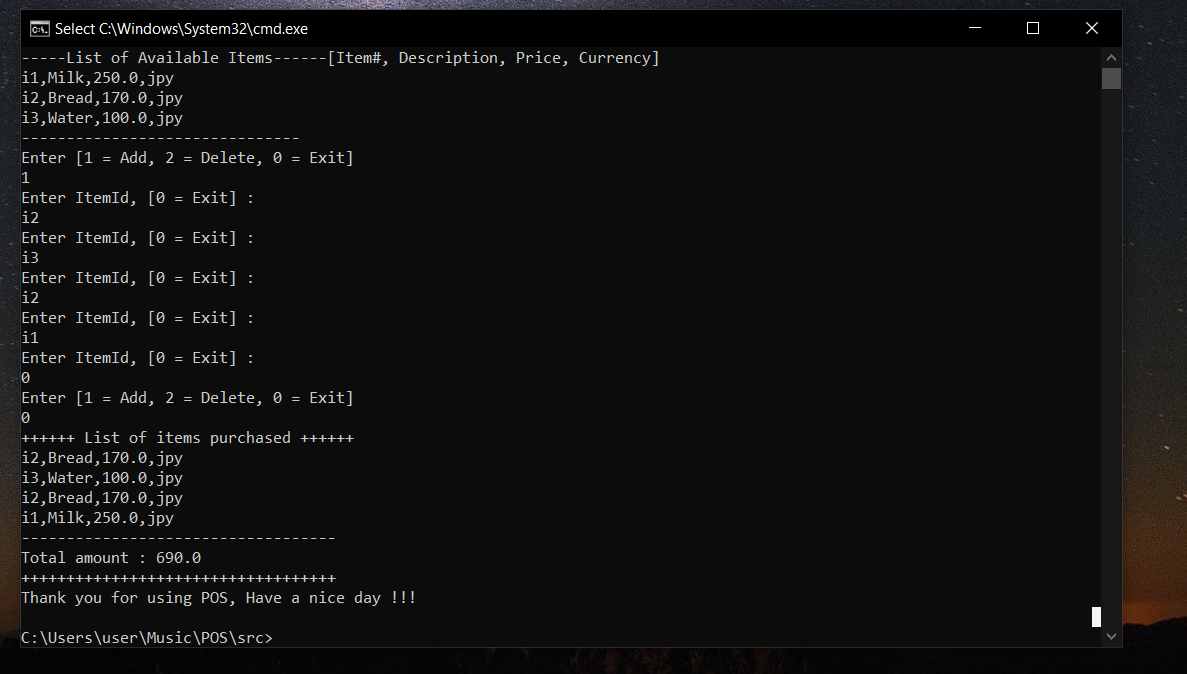 Select C:\Windows\System32\cmd.exe
-----List of Available Items------[Item#, Description, Price, Currency]
i1,Milk,250.0,jpy
i2,Bread,170.0,jpy
i3,Water,100.0,jpy
-------------------------------
Enter [1 = Add, 2 = Delete, 0 = Exit]
1
Enter ItemId, [0 = Exit] :
i2
Enter ItemId, [0 = Exit] :
i3
Enter ItemId, [0 = Exit] :
i2
Enter ItemId, [0 = Exit] :
i1
Enter ItemId, [0 = Exit] :
0
Enter [1 = Add, 2 = Delete, 0 = Exit]
0
++++++ List of items purchased ++++++
i2,Bread,170.0,jpy
i3,Water,100.0,jpy
i2,Bread,170.0,jpy
i1,Milk,250.0,jpy
-----------------------------------
Total amount : 690.0
+++++++++++++++++++++++++++++++++++
Thank you for using POS, Have a nice day !!!
C:\Users\user\Music\POS\src>